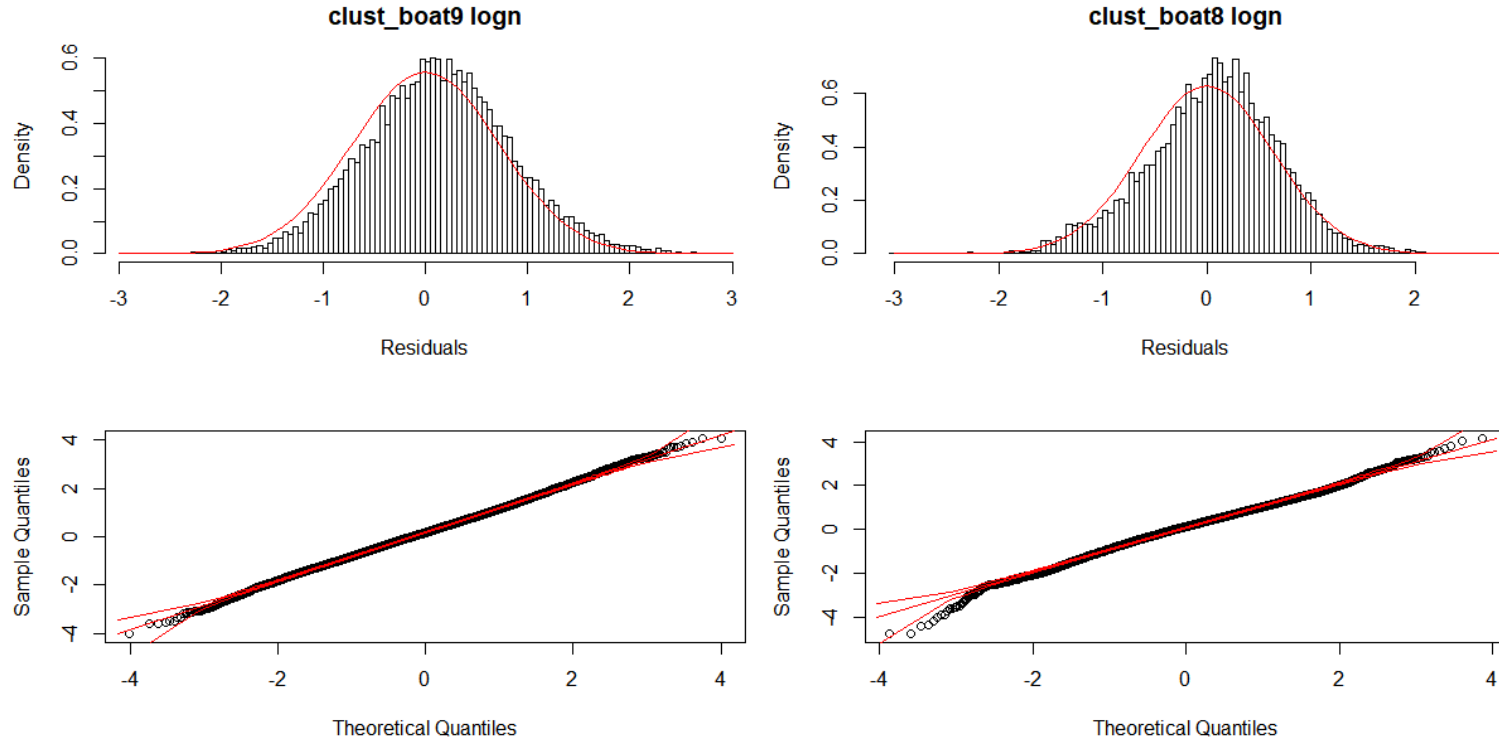 clust_boat9 logn
Density
0.0 0.2 0.4 0.6
-3 -2 -1 0 1 2 3
Residuals
clust_boat8 logn
Density
0.0 0.2 0.4 0.6
-3 -2 -1 0 1 2
Residuals
Sample Quantiles
-4 -2 0 2 4
-4 -2 0 2 4
Theoretical Quantiles
Sample Quantiles
-4 -2 0 2 4
-4 -2 0 2 4
Theoretical Quantiles